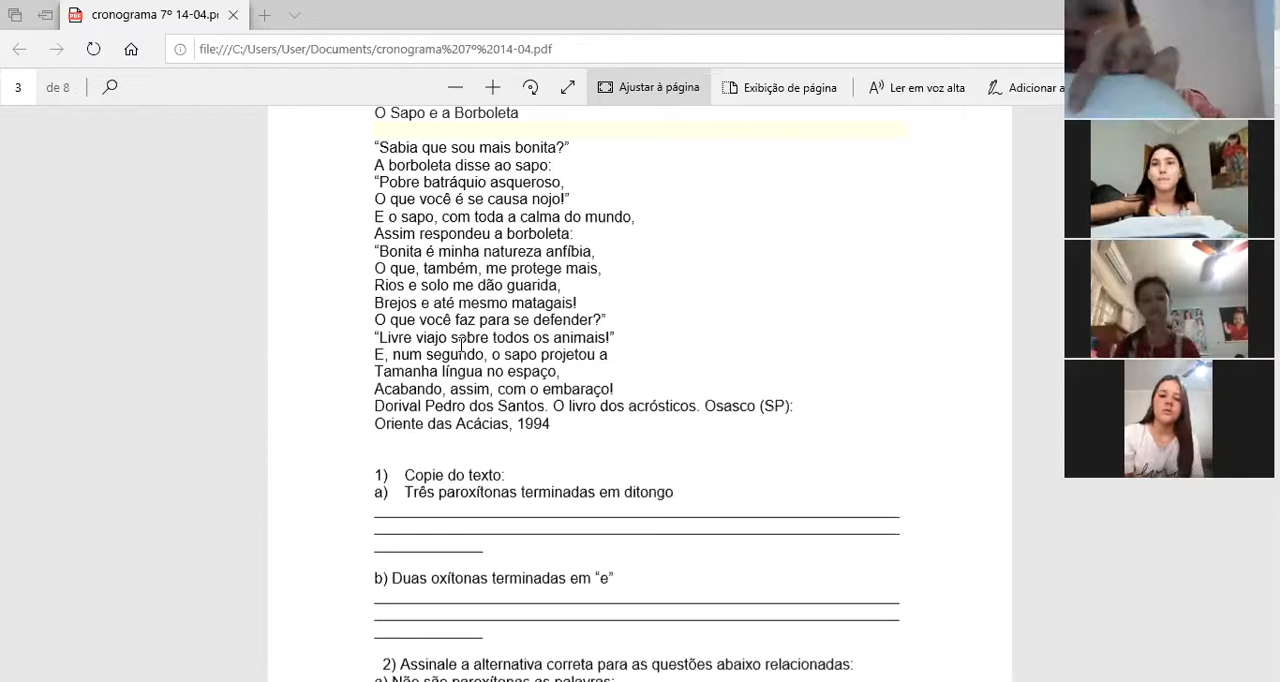 cronograma 7º 14-04.p
file:///C:/Users/User/Documents/cronograma%207º%2014-04.pdf
3 de 8
Ajustar à página
Exibição de página
Ler em voz alta
Adicionar a
O Sapo e a Borboleta
“Sabia que sou mais bonita?”
A borboleta disse ao sapo:
“Pobre batráquio asqueroso,
O que você é se causa nojo!”
E o sapo, com toda a calma do mundo,
Assim respondeu a borboleta:
“Bonita é minha natureza anfíbia,
O que, também, me protege mais,
Rios e solo me dão guarida,
Brejos e até mesmo matagais!
O que você faz para se defender?”
“Livre viajo sobre todos os animais!”
E, num segundo, o sapo projetou a
Tamanha língua no espaço,
Acabando, assim, com o embaraço!
Dorival Pedro dos Santos. O livro dos acrósticos. Osasco (SP):
Oriente das Acácias, 1994
1) Copie do texto:
a) Três paroxítonas terminadas em ditongo
b) Duas oxítonas terminadas em “e”
2) Assinale a alternativa correta para as questões abaixo relacionadas:
a) Não são paroxítonas as palavras: